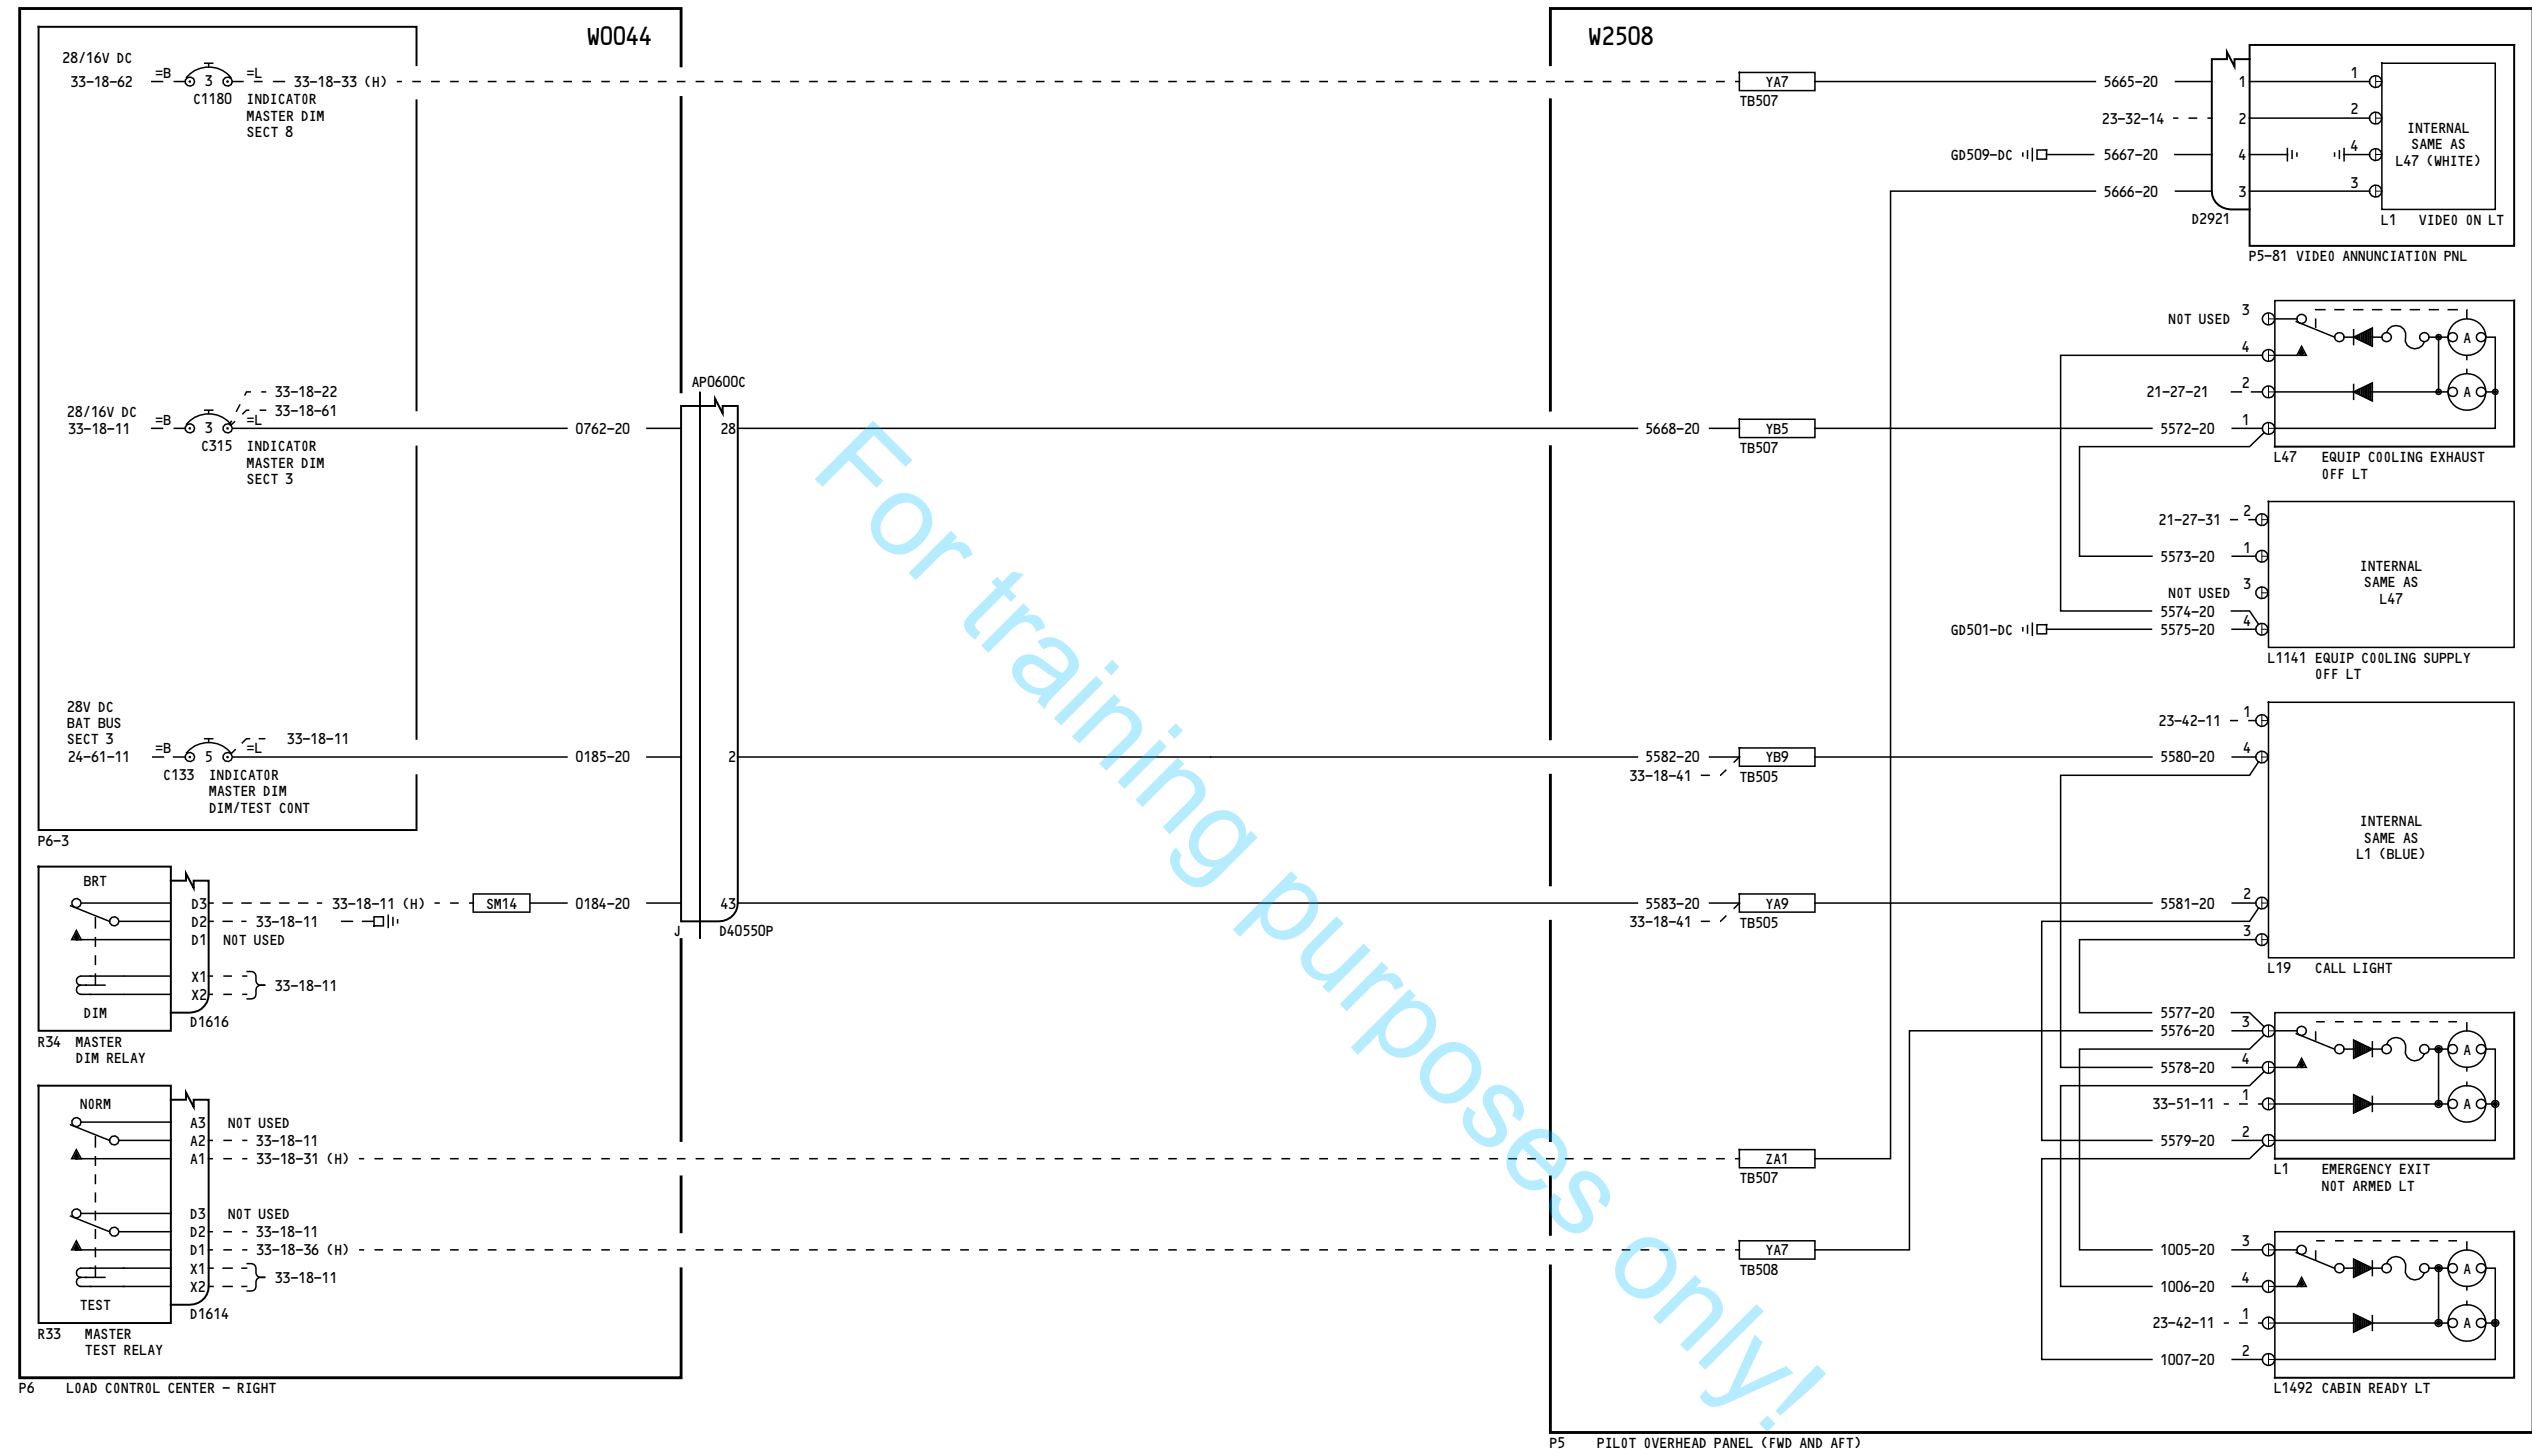 W0044
28/16V DC
33-18-62
=B
3
=L
33-18-33 (H)
C1180
INDICATOR
MASTER DIM
SECT 8
28/16V DC
33-18-11
=B
3
=L
33-18-22
33-18-61
C315
INDICATOR
MASTER DIM
SECT 3
0762-20
28V DC
BAT BUS
SECT 3
24-61-11
=B
5
=L
33-18-11
C133
INDICATOR
MASTER DIM
DIM/TEST CONT
0185-20
P6-3
BRT
D3
33-18-11 (H)
SM14
0184-20
D2
33-18-11
D1
NOT USED
X1
X2
33-18-11
DIM
D1616
R34 MASTER
DIM RELAY
NORM
A3
NOT USED
A2
33-18-11
A1
33-18-31 (H)
D3
NOT USED
D2
33-18-11
D1
33-18-36 (H)
X1
X2
33-18-11
TEST
D1614
R33 MASTER
TEST RELAY
P6 LOAD CONTROL CENTER - RIGHT
AP0600C
28
2
43
J
D40550P
For training purposes only!
W2508
YA7
TB507
5665-20
1
1
23-32-14
2
2
GD509-DC
5667-20
4
4
5666-20
3
3
D2921
INTERNAL
SAME AS
L47 (WHITE)
L1 VIDEO ON LT
P5-81 VIDEO ANNUNCIATION PNL
NOT USED
3
4
21-27-21
2
5668-20
YB5
TB507
5572-20
1
A
A
L47 EQUIP COOLING EXHAUST
OFF LT
21-27-31
2
5573-20
1
NOT USED
3
5574-20
GD501-DC
5575-20
4
INTERNAL
SAME AS
L47
L1141 EQUIP COOLING SUPPLY
OFF LT
23-42-11
1
5582-20
33-18-41
YB9
TB505
5580-20
4
INTERNAL
SAME AS
L1 (BLUE)
5583-20
33-18-41
YA9
TB505
5581-20
2
3
L19 CALL LIGHT
5577-20
5576-20
3
5578-20
4
33-51-11
1
5579-20
2
A
A
L1 EMERGENCY EXIT
NOT ARMED LT
ZA1
TB507
YA7
TB508
1005-20
3
1006-20
4
23-42-11
1
1007-20
2
A
A
L1492 CABIN READY LT
P5 PILOT OVERHEAD PANEL (FWD AND AFT)